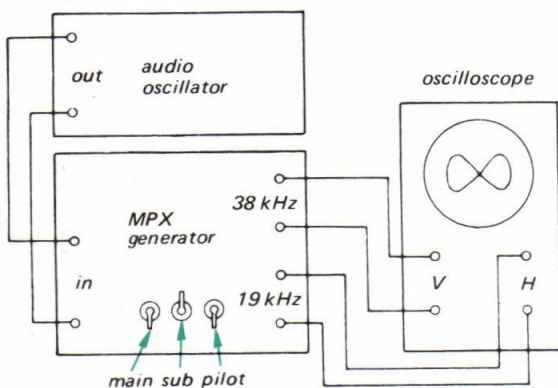 out
audio
oscillator
oscilloscope
38 kHz
MPX
generator
in
19 kHz
V
H
main sub pilot